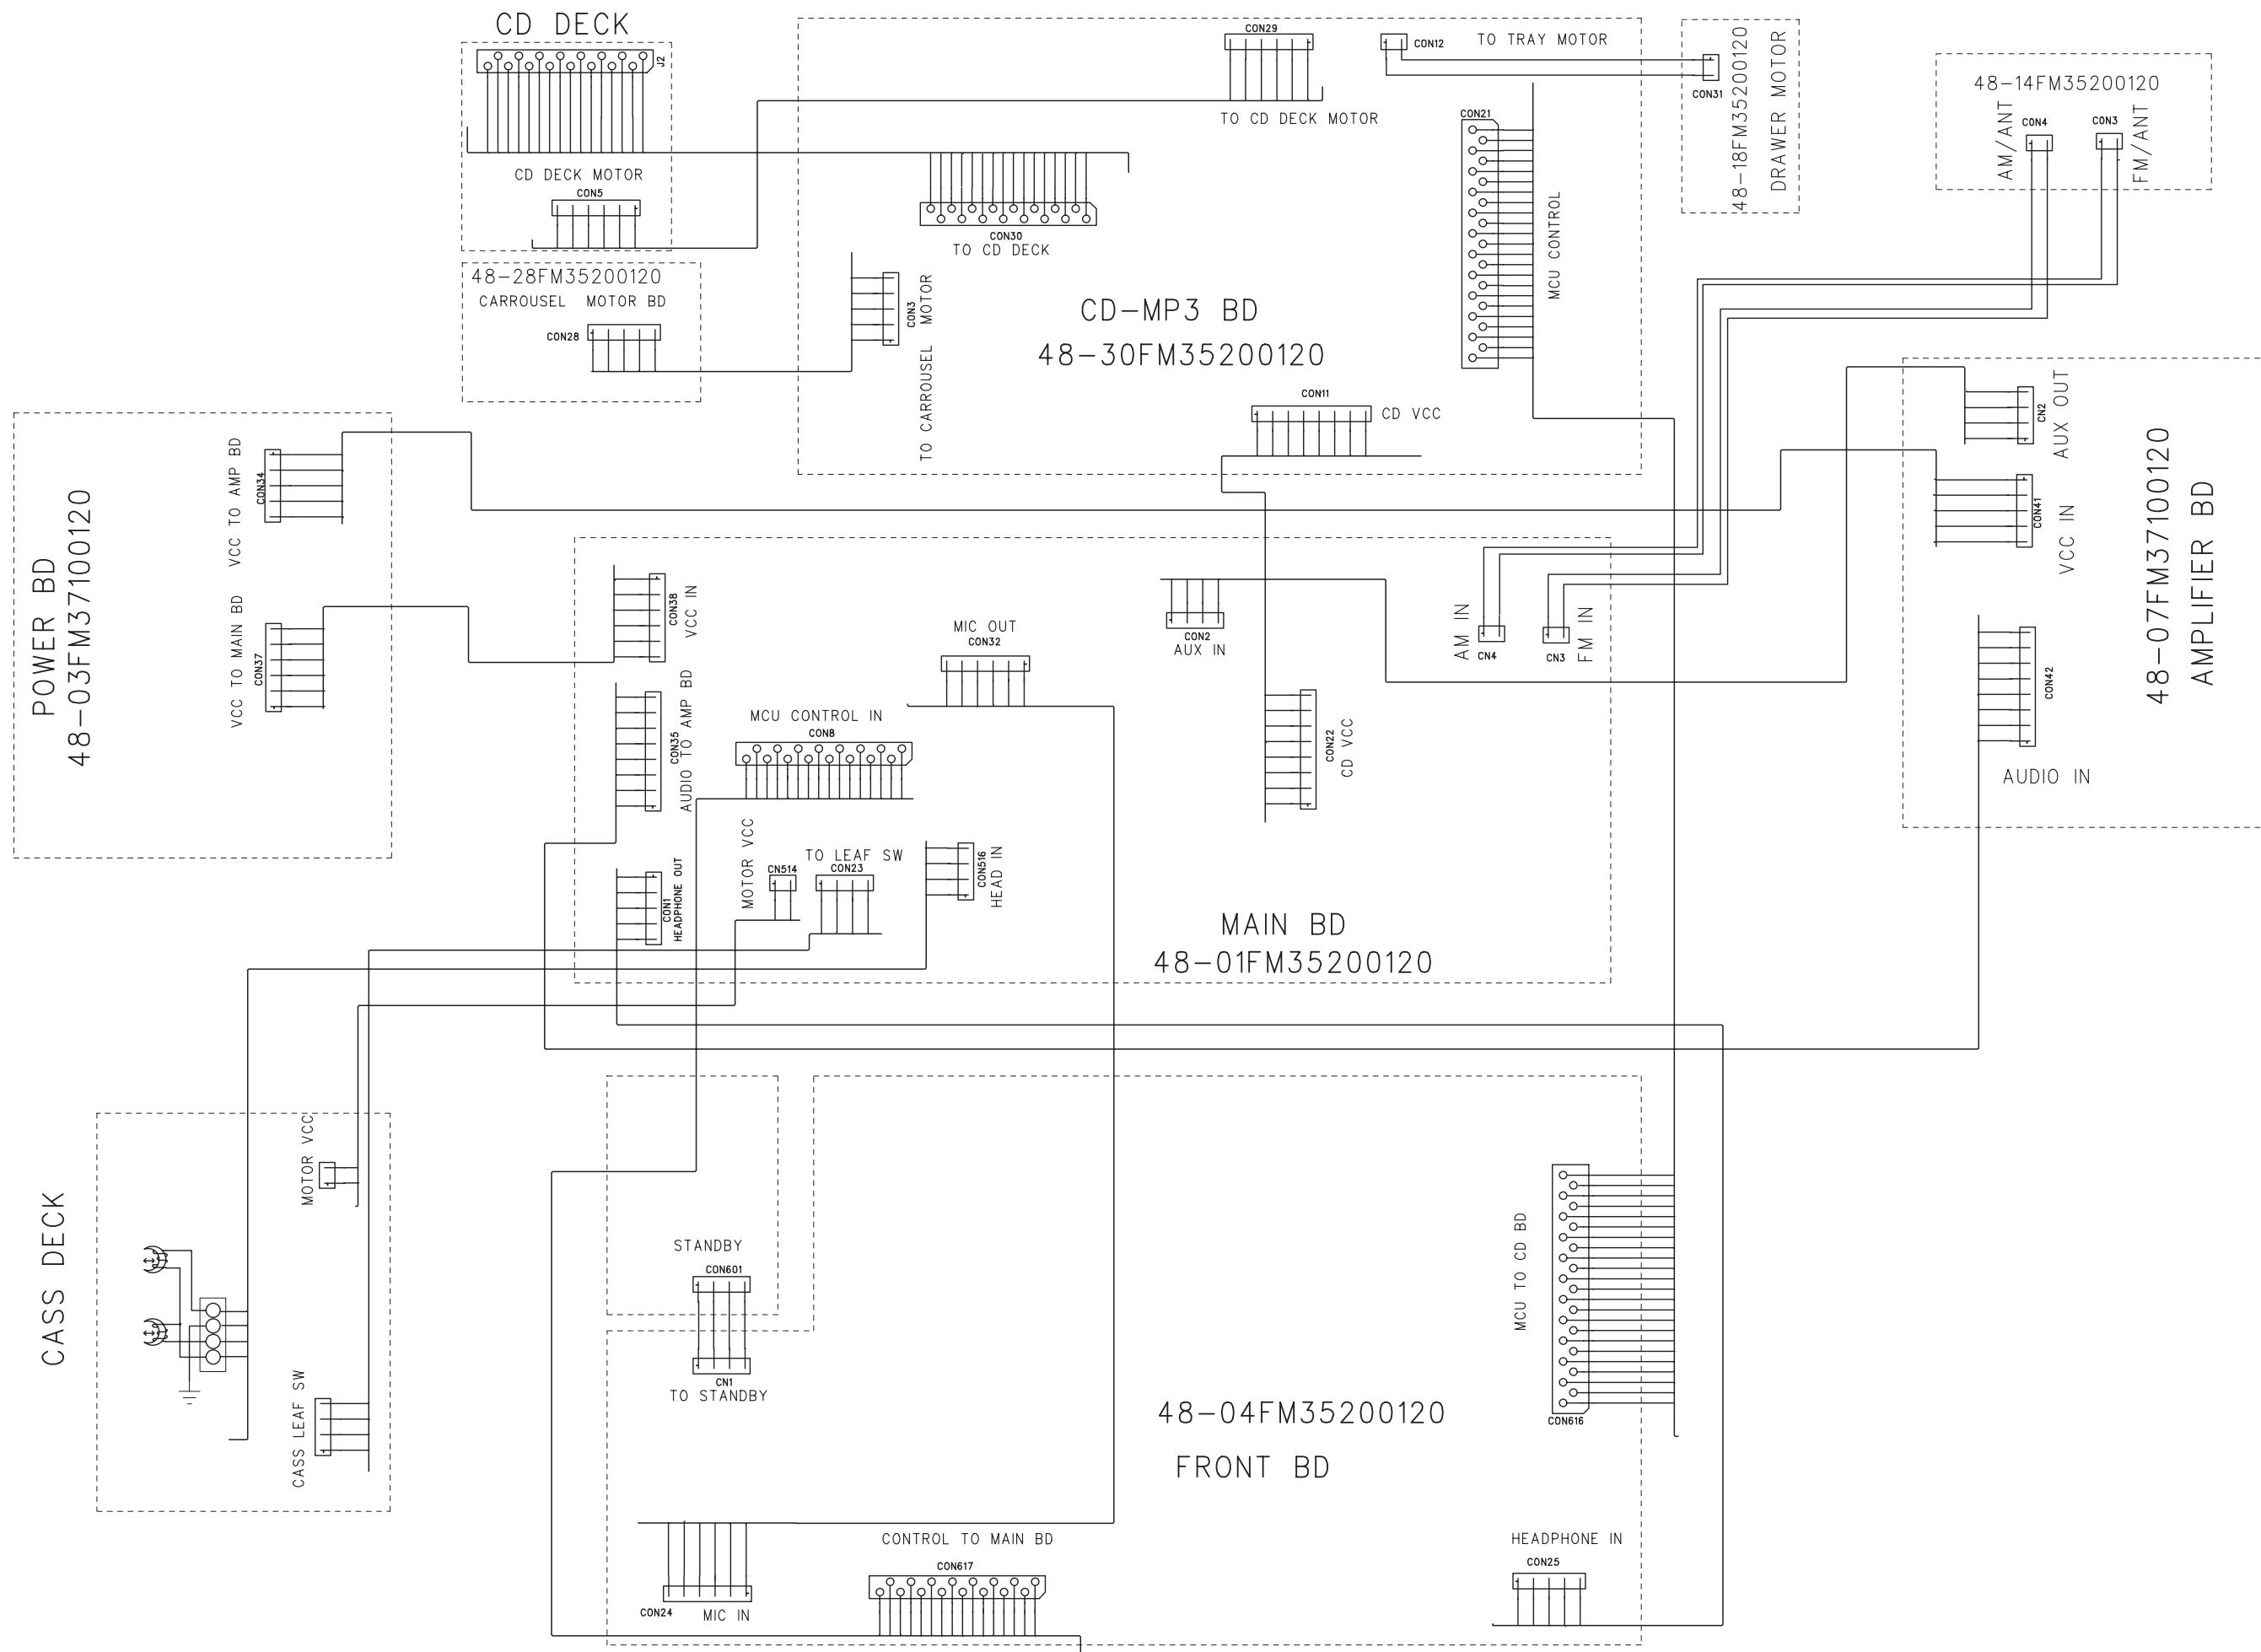 CD DECK
J2
CD DECK MOTOR
CON5
48-28FM35200120
CARROUSEL MOTOR BD
CON28
CON29
TO CD DECK MOTOR
CON12
TO TRAY MOTOR
CON30
TO CD DECK
CON3
TO CARROUSEL MOTOR
CD-MP3 BD
48-30FM35200120
CON21
MCU CONTROL
CON11
CD VCC
CON31
48-18FM35200120
DRAWER MOTOR
48-14FM35200120
CON4
CON3
AM/ANT
FM/ANT
POWER BD
48-03FM37100120
VCC TO AMP BD
CON34
VCC TO MAIN BD
CON37
CON38
VCC IN
CON35
AUDIO TO AMP BD
MIC OUT
CON32
MCU CONTROL IN
CON8
CON2
AUX IN
AM IN
CN4
CN3
FM IN
CON22
CD VCC
MOTOR VCC
CN514
TO LEAF SW
CON23
CON516
HEAD IN
CON1
HEADPHONE OUT
MAIN BD
48-01FM35200120
CN2
AUX OUT
CON41
VCC IN
CON42
AUDIO IN
48-07FM37100120
AMPLIFIER BD
CASS DECK
MOTOR VCC
CASS LEAF SW
STANDBY
CON601
CN1
TO STANDBY
MCU TO CD BD
CON616
48-04FM35200120
FRONT BD
CON24
MIC IN
CONTROL TO MAIN BD
CON617
HEADPHONE IN
CON25